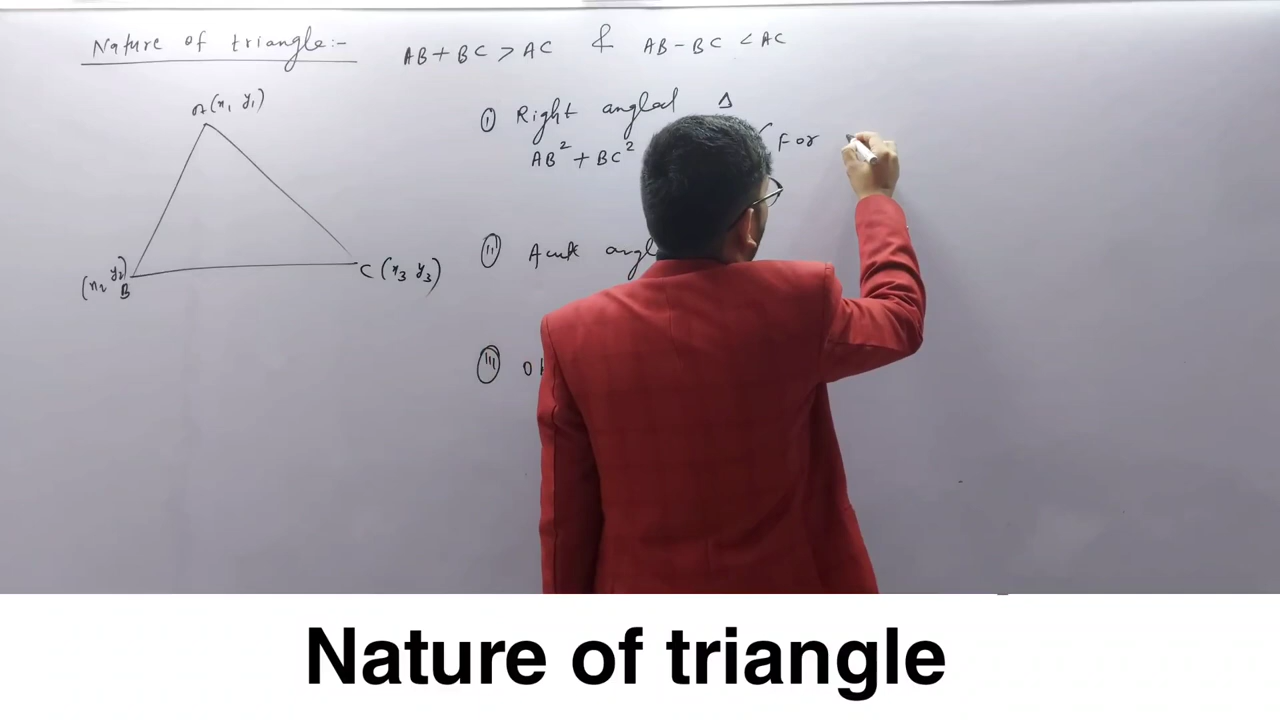 Nature of triangle:-
AB + BC > AC & AB - BC < AC
A (x₁ y₁)
(x₂ y₂)
B
C (x₃ y₃)
(i) Right angled Δ
AB² + BC² ( For
(ii) Acute angl
(iii) Ob
Nature of triangle